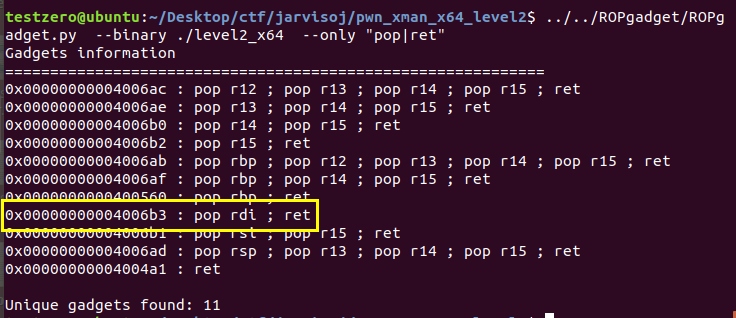 testzero@ubuntu:~/Desktop/ctf/jarvisoj/pwn_xman_x64_level2$ ../../ROPgadget/ROPg
adget.py  --binary ./level2_x64  --only "pop|ret"
Gadgets information
============================================================
0x00000000004006ac : pop r12 ; pop r13 ; pop r14 ; pop r15 ; ret
0x00000000004006ae : pop r13 ; pop r14 ; pop r15 ; ret
0x00000000004006b0 : pop r14 ; pop r15 ; ret
0x00000000004006b2 : pop r15 ; ret
0x00000000004006ab : pop rbp ; pop r12 ; pop r13 ; pop r14 ; pop r15 ; ret
0x00000000004006af : pop rbp ; pop r14 ; pop r15 ; ret
0x0000000000400560 : pop rbp ; ret
0x00000000004006b3 : pop rdi ; ret
0x00000000004006b1 : pop rsi ; pop r15 ; ret
0x00000000004006ad : pop rsp ; pop r13 ; pop r14 ; pop r15 ; ret
0x00000000004004a1 : ret
Unique gadgets found: 11